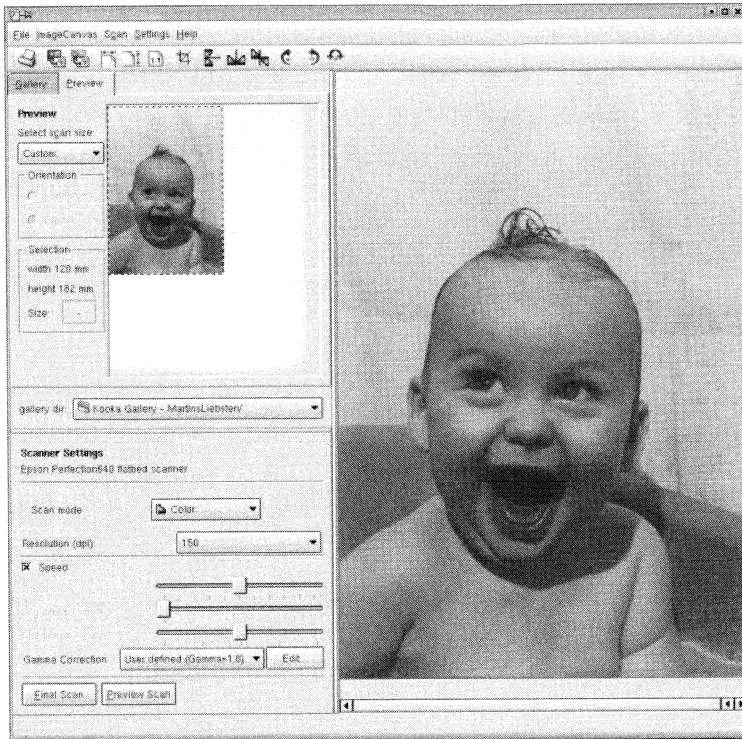 File ImageCanvas Scan Settings Help
Gallery Preview
Preview
Select scan size:
Custom
Orientation
Selection
width 120 mm
height 162 mm
Size: -
gallery dir: Kooka Gallery - MartinsLiebsten/
Scanner Settings
Epson Perfection640 flatbed scanner
Scan mode Color
Resolution (dpi) 150
Speed
Gamma Correction User defined (Gamma=1.8) Edit...
Final Scan Preview Scan